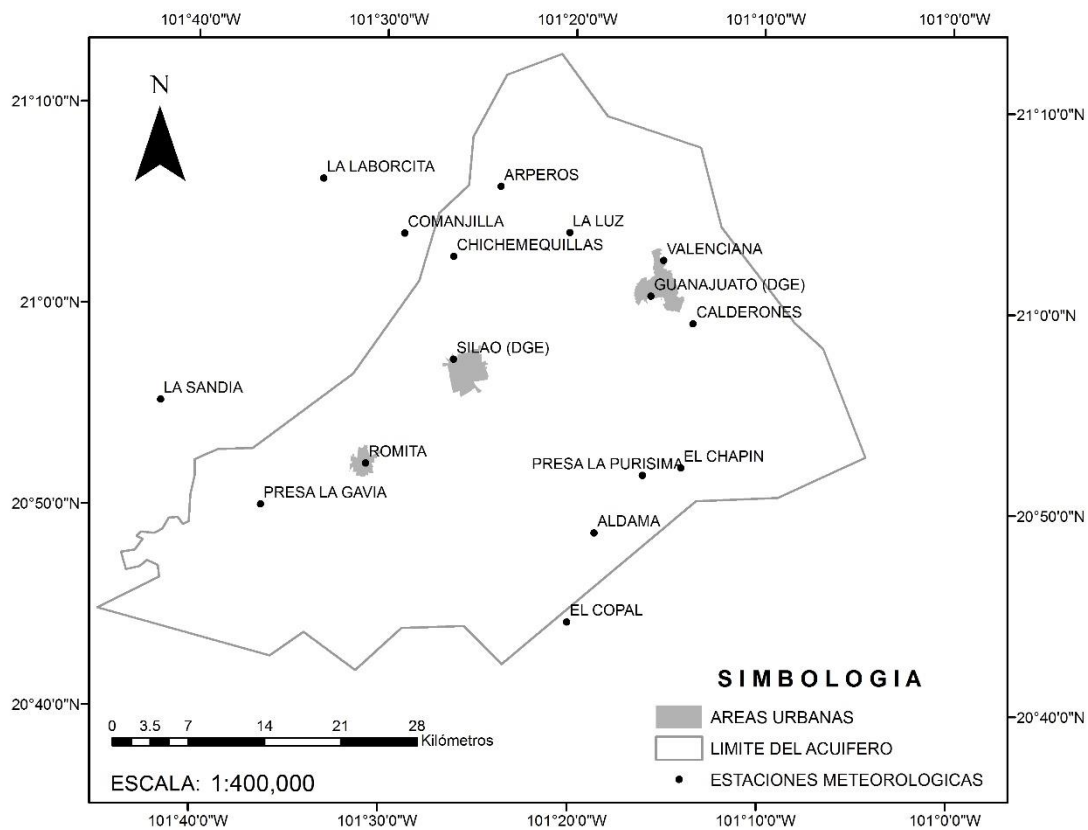 101°40'0"W 101°30'0"W 101°20'0"W 101°10'0"W 101°0'0"W
21°10'0"N
21°10'0"N
N
LA LABORCITA
ARPEROS
COMANJILLA
LA LUZ
CHICHEMEQUILLAS
VALENCIANA
GUANAJUATO (DGE)
21°0'0"N
21°0'0"N
CALDERONES
SILAO (DGE)
LA SANDIA
ROMITA
EL CHAPIN
PRESA LA PURISIMA
PRESA LA GAVIA
20°50'0"N
20°50'0"N
ALDAMA
EL COPAL
SIMBOLOGIA
AREAS URBANAS
LIMITE DEL ACUIFERO
ESTACIONES METEOROLOGICAS
20°40'0"N
20°40'0"N
0 3.5 7 14 21 28
Kilómetros
ESCALA: 1:400,000
101°40'0"W 101°30'0"W 101°20'0"W 101°10'0"W 101°0'0"W